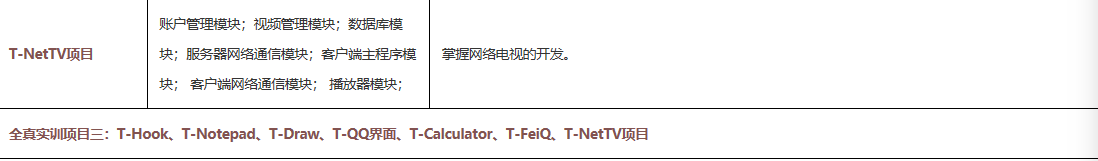 T-NetTV项目
账户管理模块；视频管理模块；数据库模
块；服务器网络通信模块；客户端主程序模
块； 客户端网络通信模块； 播放器模块；
掌握网络电视的开发。
全真实训项目三：T-Hook、T-Notepad、T-Draw、T-QQ界面、T-Calculator、T-FeiQ、T-NetTV项目